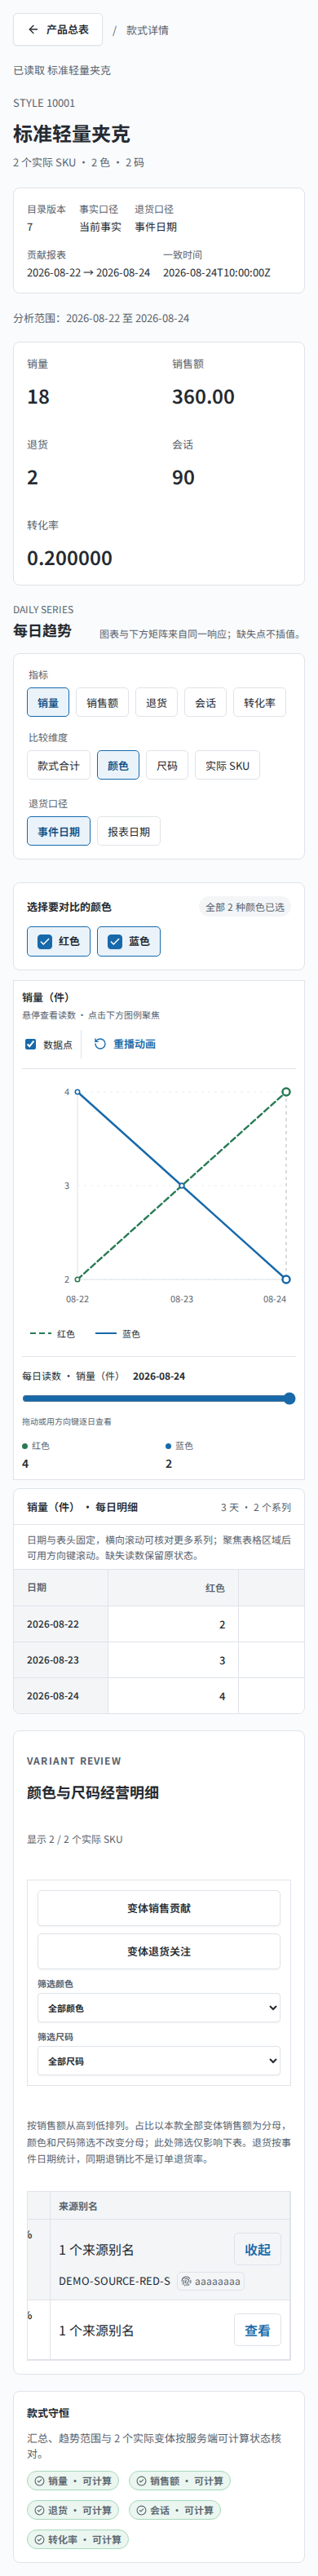 ← 产品总表 / 款式详情
已读取 标准轻量夹克
STYLE 10001
标准轻量夹克
2 个实际 SKU · 2 色 · 2 码
目录版本 事实口径 退货口径
7 当前事实 事件日期
贡献报表 一致时间
2026-08-22 → 2026-08-24 2026-08-24T10:00:00Z
分析范围：2026-08-22 至 2026-08-24
销量 销售额
18 360.00
退货 会话
2 90
转化率
0.200000
DAILY SERIES
每日趋势 图表与下方矩阵来自同一响应；缺失点不插值。
指标
销量 销售额 退货 会话 转化率
比较维度
款式合计 颜色 尺码 实际 SKU
退货口径
事件日期 报表日期
选择要对比的颜色 全部 2 种颜色已选
红色 蓝色
销量（件）
悬停查看读数 · 点击下方图例聚焦
数据点 重播动画
4
3
2
08-22 08-23 08-24
红色 蓝色
每日读数 · 销量（件） 2026-08-24
拖动或用方向键逐日查看
红色 蓝色
4 2
销量（件） · 每日明细 3 天 · 2 个系列
日期与表头固定，横向滚动可核对更多系列；聚焦表格区域后
可用方向键滚动。缺失读数保留原状态。
日期 红色
2026-08-22 2
2026-08-23 3
2026-08-24 4
VARIANT REVIEW
颜色与尺码经营明细
显示 2 / 2 个实际 SKU
变体销售贡献
变体退货关注
筛选颜色
全部颜色
筛选尺码
全部尺码
按销售额从高到低排列。占比以本款全部变体销售额为分母，
颜色和尺码筛选不改变分母；此处筛选仅影响下表。退货按事
件日期统计，同期退销比不是订单退货率。
来源别名
% 1 个来源别名 收起
DEMO-SOURCE-RED-S aaaaaaaa
% 1 个来源别名 查看
款式守恒
汇总、趋势范围与 2 个实际变体按服务端可计算状态核
对。
销量 · 可计算 销售额 · 可计算
退货 · 可计算 会话 · 可计算
转化率 · 可计算